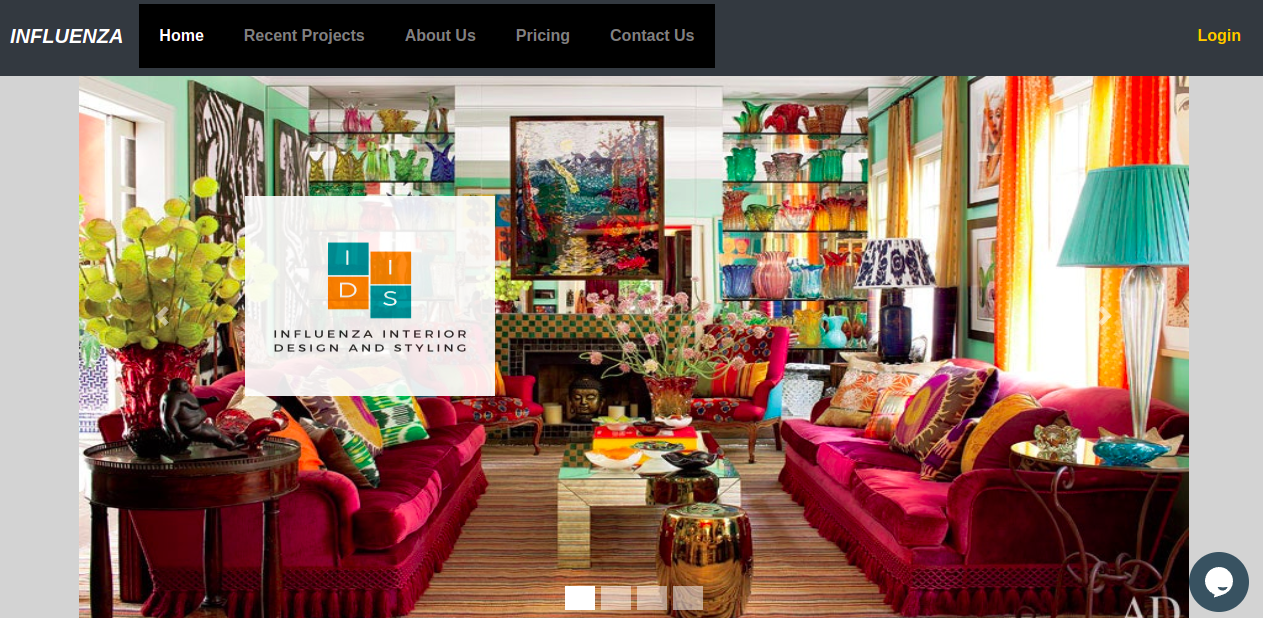 INFLUENZA Home Recent Projects About Us Pricing Contact Us Login
I I
D S
INFLUENZA INTERIOR
DESIGN AND STYLING
AD